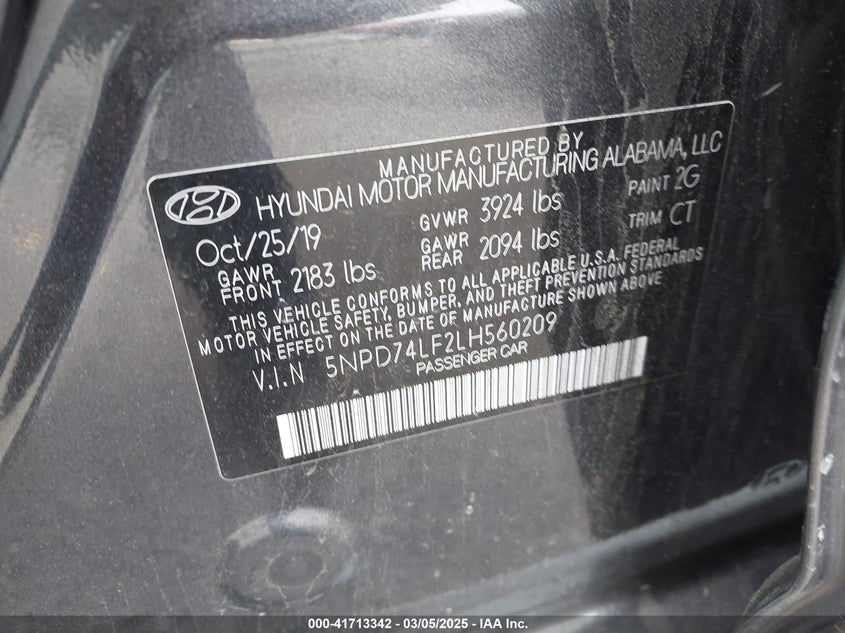 MANUFACTURED BY
HYUNDAI MOTOR MANUFACTURING ALABAMA, LLC
Oct/25/19 GVWR 3924 lbs PAINT 2G
GAWR FRONT 2183 lbs GAWR REAR 2094 lbs TRIM CT
THIS VEHICLE CONFORMS TO ALL APPLICABLE U.S.A. FEDERAL
MOTOR VEHICLE SAFETY, BUMPER, AND THEFT PREVENTION STANDARDS
IN EFFECT ON THE DATE OF MANUFACTURE SHOWN ABOVE
V.I.N 5NPD74LF2LH560209
PASSENGER CAR
000-41713342 - 03/05/2025 - IAA Inc.